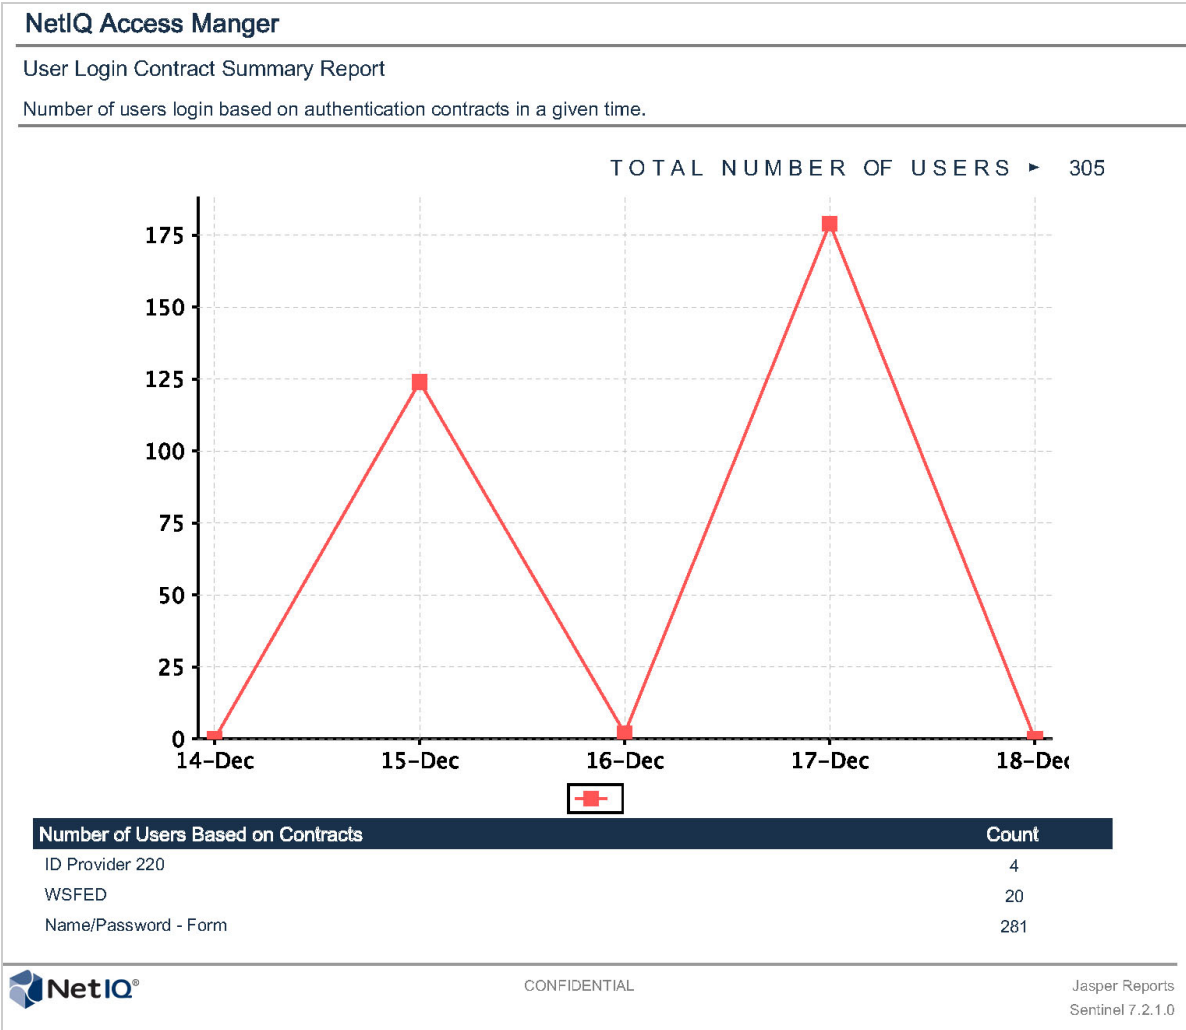 NetIQ Access Manger
User Login Contract Summary Report
Number of users login based on authentication contracts in a given time.
TOTAL NUMBER OF USERS ► 305
175
150
125
100
75
50
25
0
14-Dec 15-Dec 16-Dec 17-Dec 18-Dec
Number of Users Based on Contracts Count
ID Provider 220 4
WSFED 20
Name/Password - Form 281
NetIQ® CONFIDENTIAL Jasper Reports
Sentinel 7.2.1.0